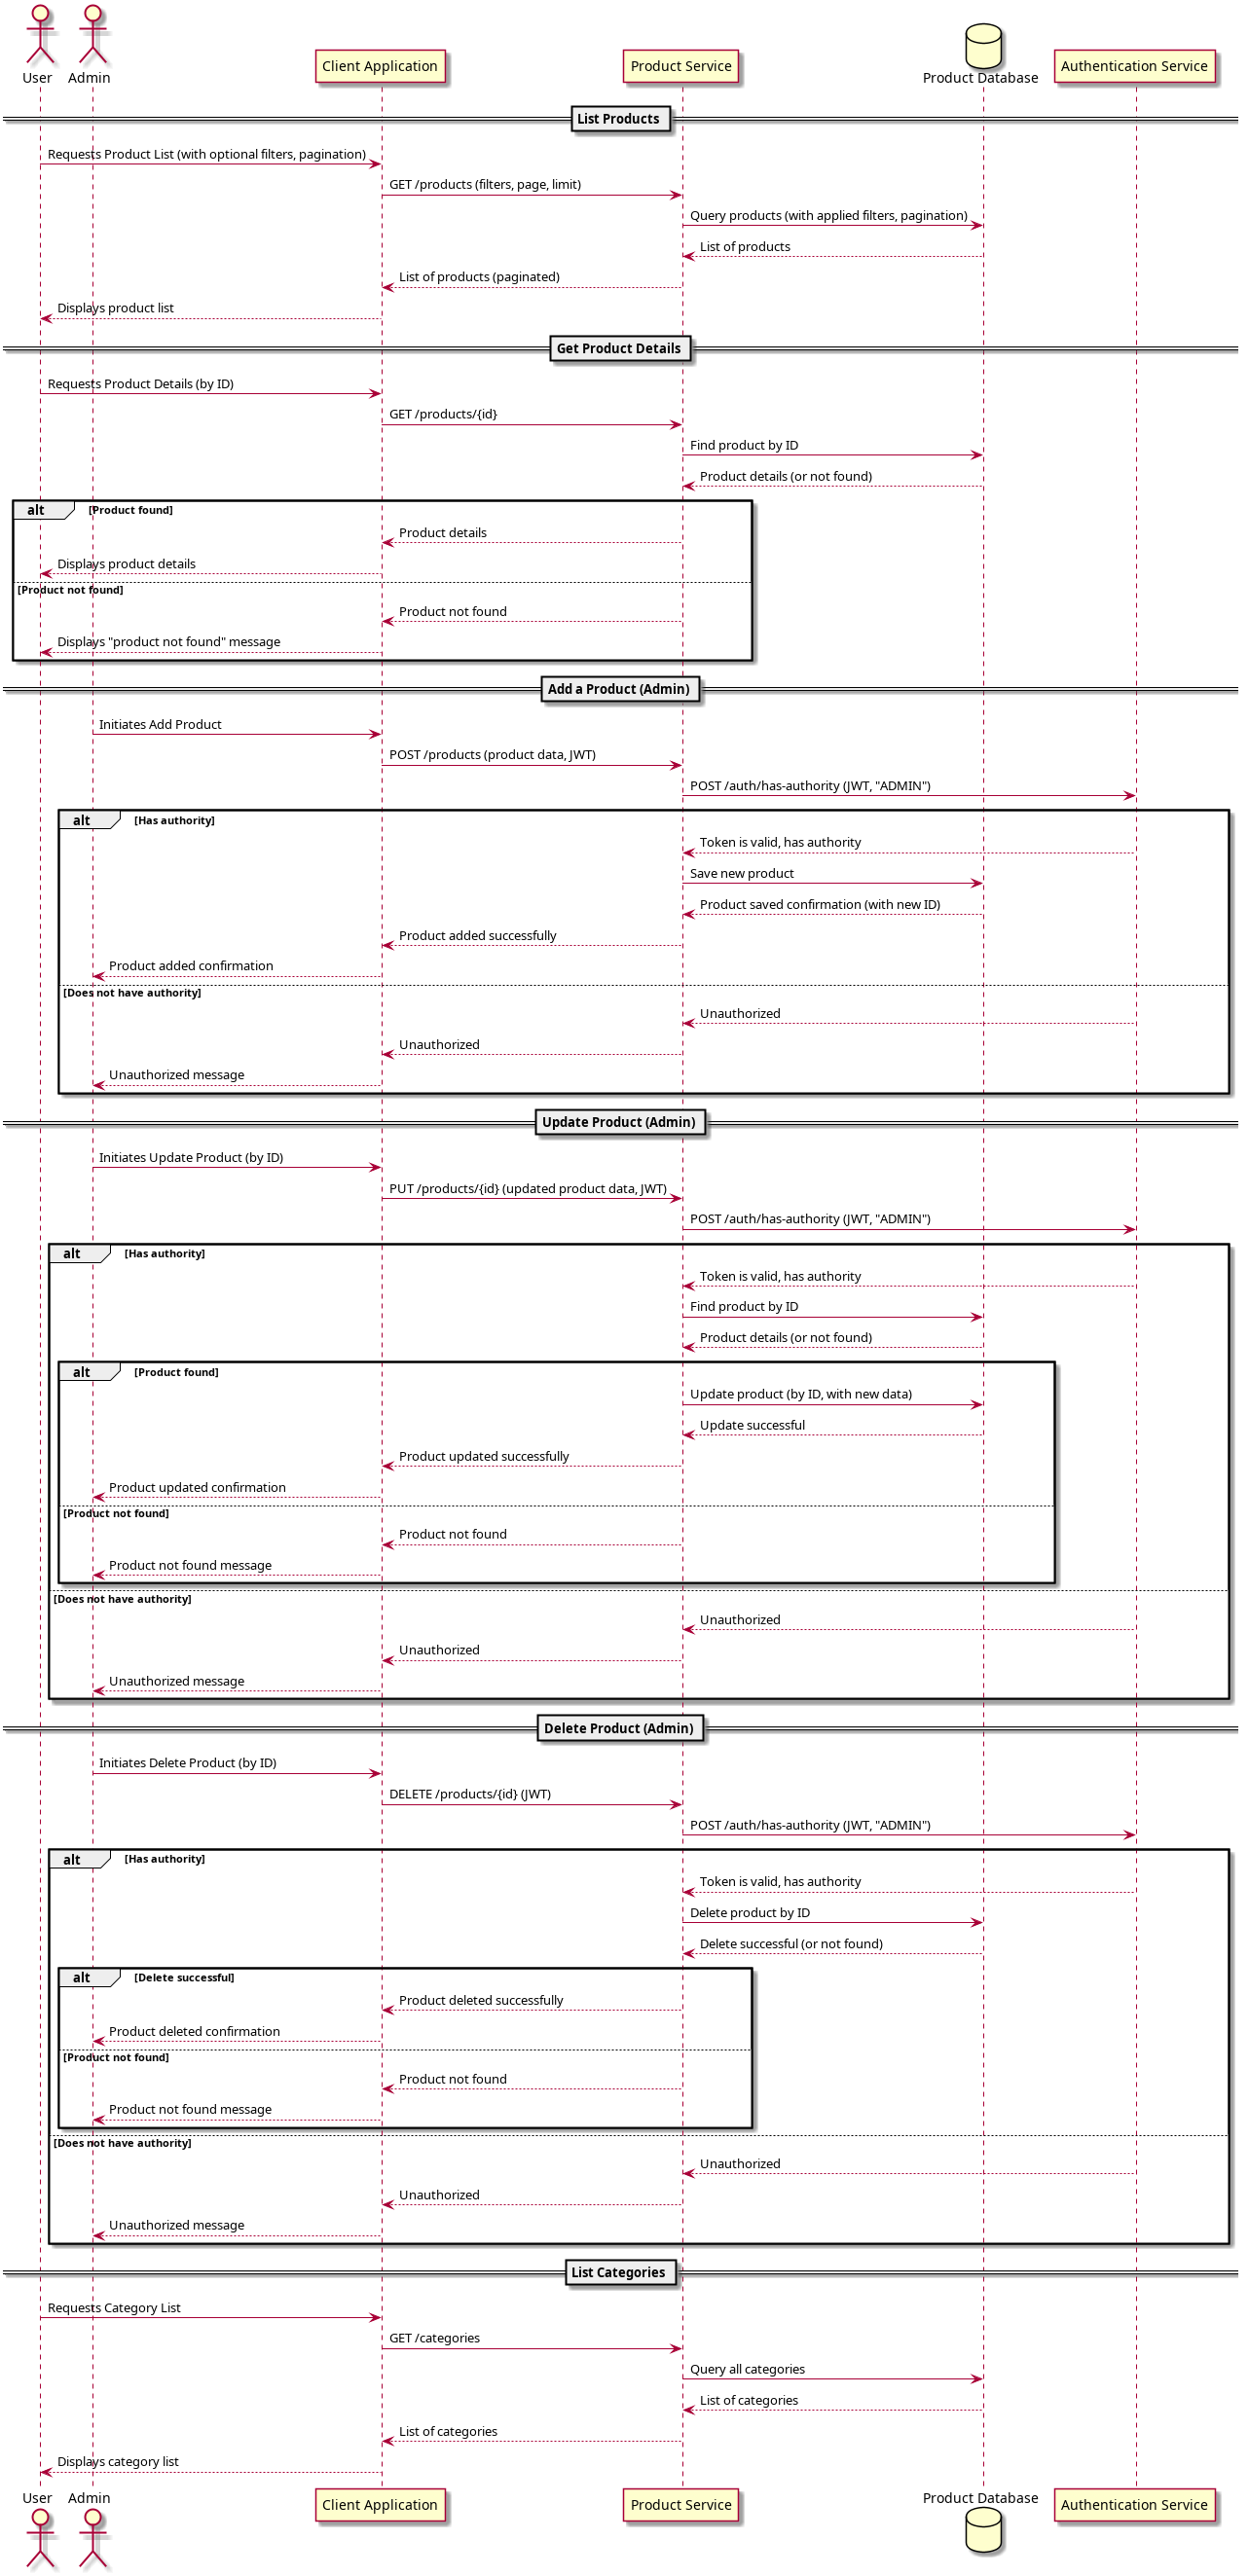 User
Admin
Client Application
Product Service
Product Database
Authentication Service
List Products
Requests Product List (with optional filters, pagination)
GET /products (filters, page, limit)
Query products (with applied filters, pagination)
List of products
List of products (paginated)
Displays product list
Get Product Details
Requests Product Details (by ID)
GET /products/{id}
Find product by ID
Product details (or not found)
alt
[Product found]
Product details
Displays product details
[Product not found]
Product not found
Displays "product not found" message
Add a Product (Admin)
Initiates Add Product
POST /products (product data, JWT)
POST /auth/has-authority (JWT, "ADMIN")
alt
[Has authority]
Token is valid, has authority
Save new product
Product saved confirmation (with new ID)
Product added successfully
Product added confirmation
[Does not have authority]
Unauthorized
Unauthorized
Unauthorized message
Update Product (Admin)
Initiates Update Product (by ID)
PUT /products/{id} (updated product data, JWT)
POST /auth/has-authority (JWT, "ADMIN")
alt
[Has authority]
Token is valid, has authority
Find product by ID
Product details (or not found)
alt
[Product found]
Update product (by ID, with new data)
Update successful
Product updated successfully
Product updated confirmation
[Product not found]
Product not found
Product not found message
[Does not have authority]
Unauthorized
Unauthorized
Unauthorized message
Delete Product (Admin)
Initiates Delete Product (by ID)
DELETE /products/{id} (JWT)
POST /auth/has-authority (JWT, "ADMIN")
alt
[Has authority]
Token is valid, has authority
Delete product by ID
Delete successful (or not found)
alt
[Delete successful]
Product deleted successfully
Product deleted confirmation
[Product not found]
Product not found
Product not found message
[Does not have authority]
Unauthorized
Unauthorized
Unauthorized message
List Categories
Requests Category List
GET /categories
Query all categories
List of categories
List of categories
Displays category list
User
Admin
Client Application
Product Service
Product Database
Authentication Service